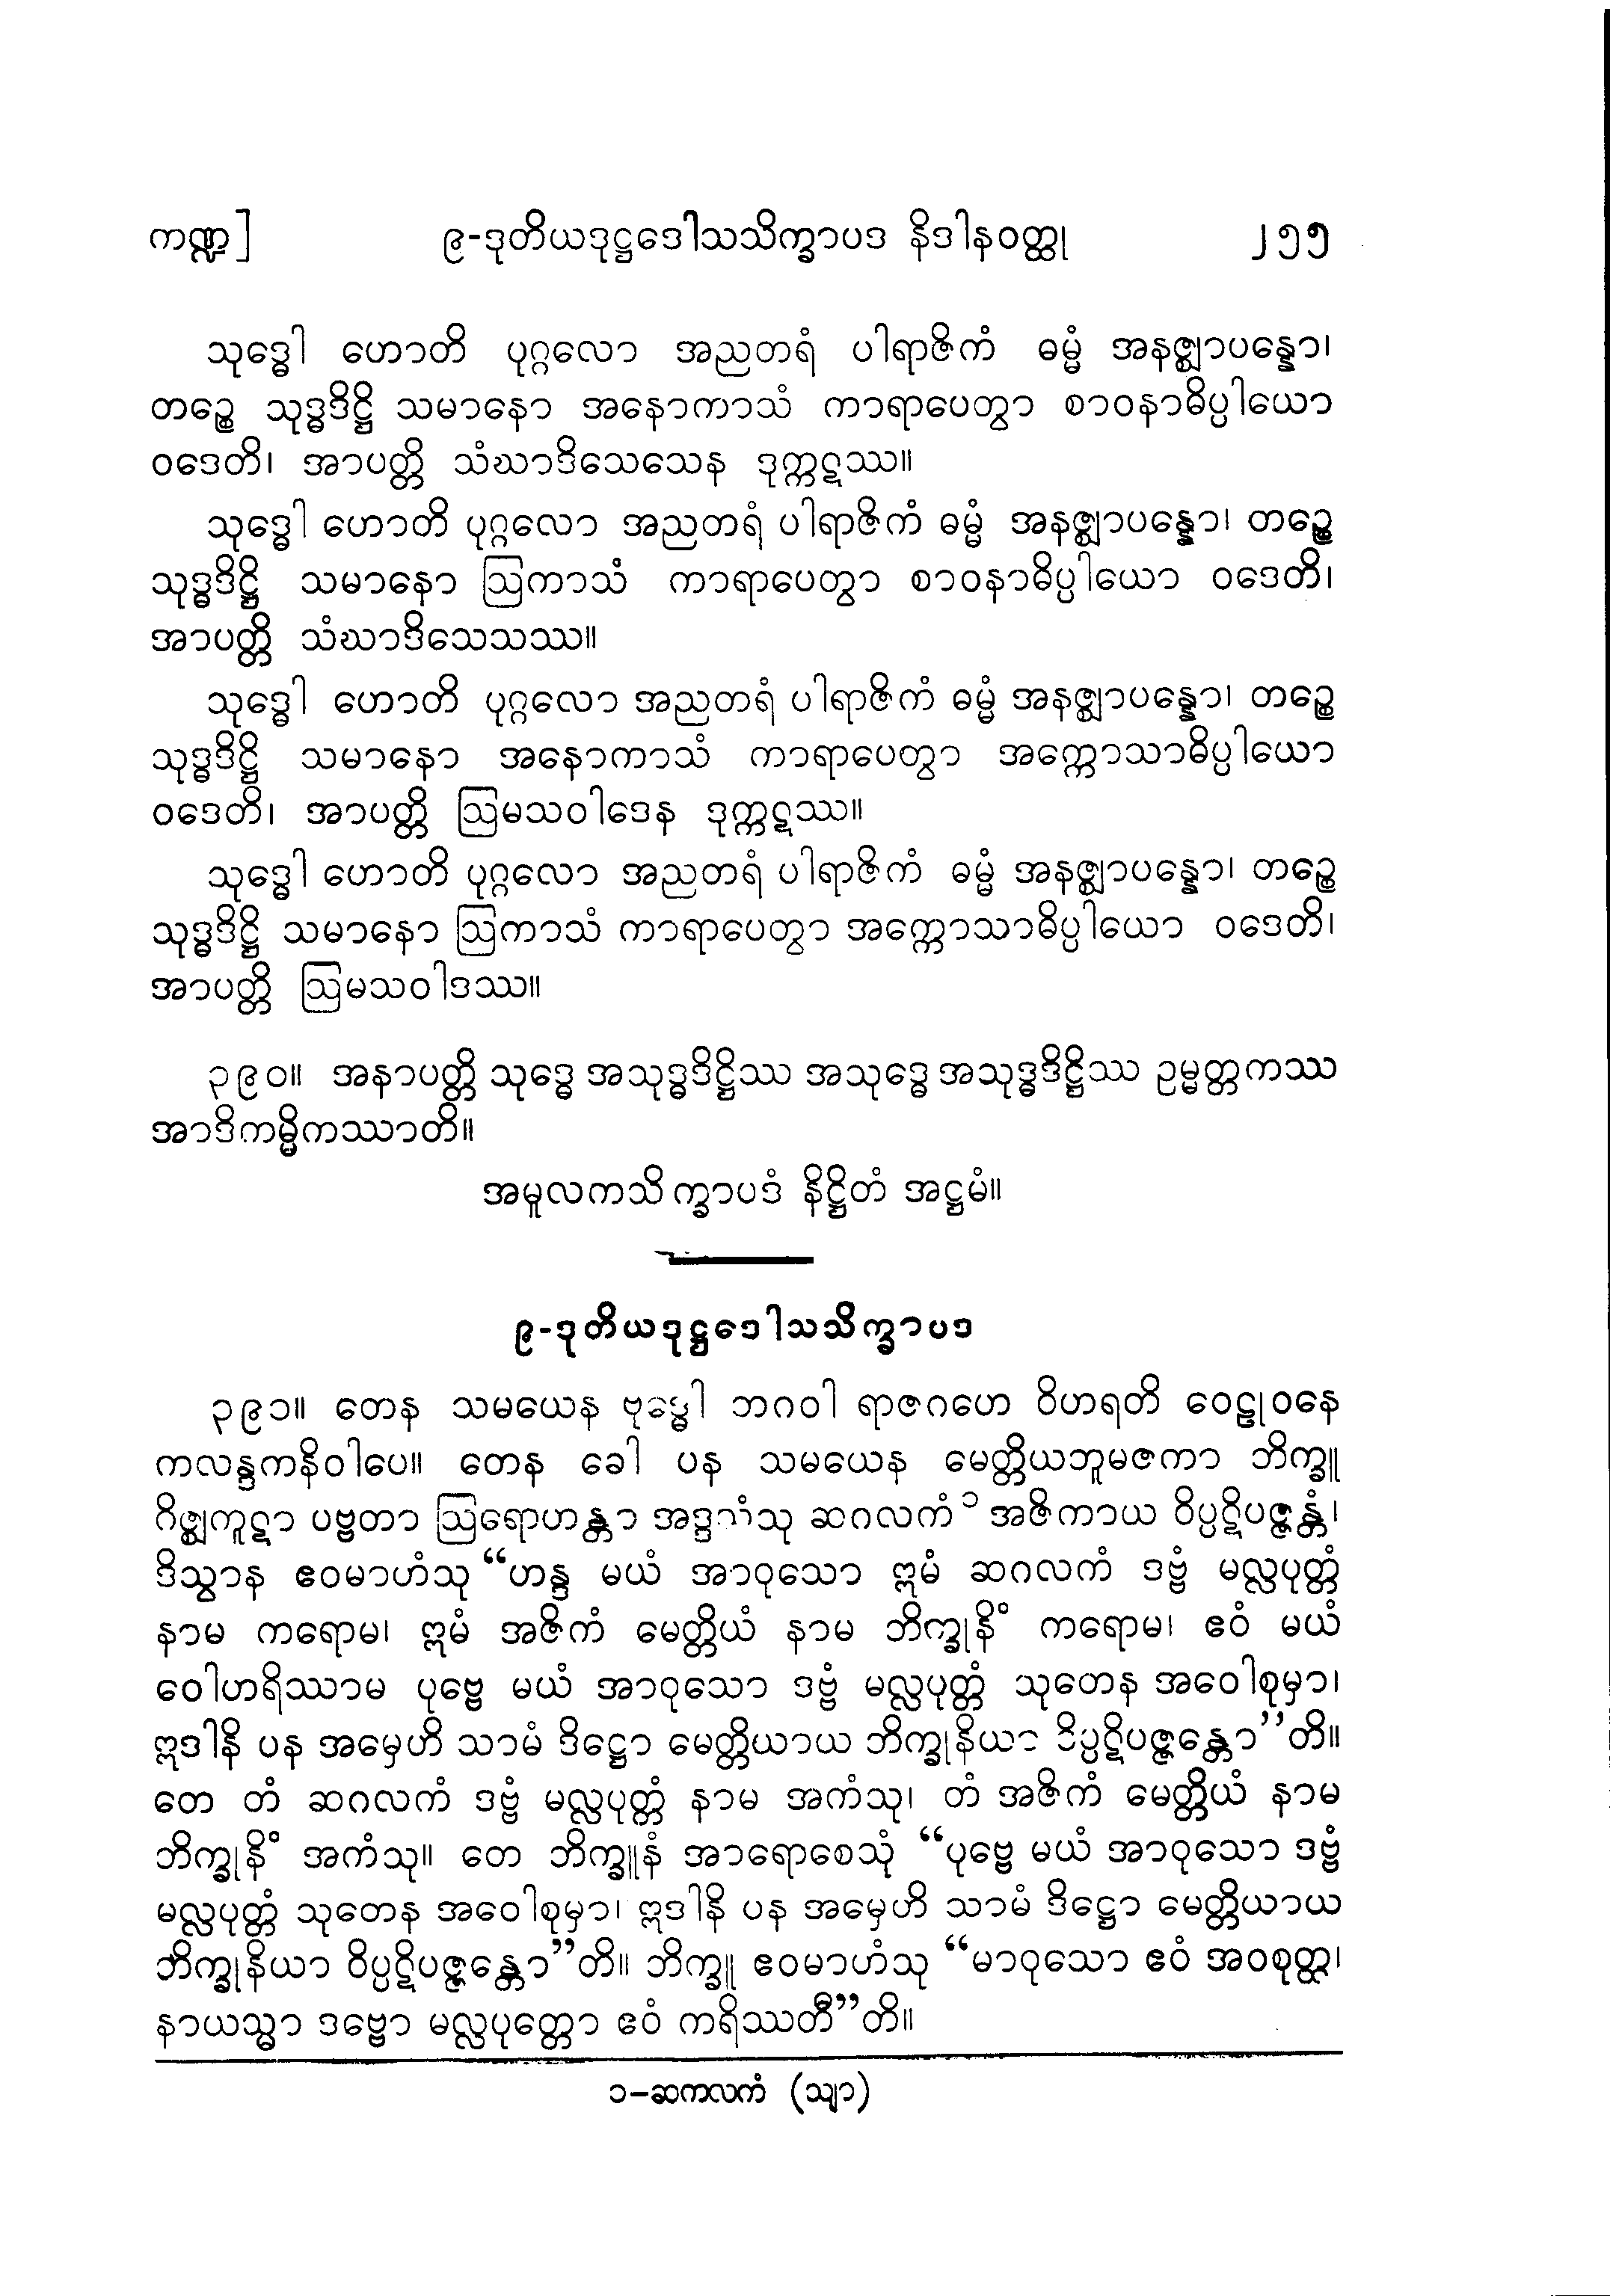 ကဏ္ဍ] ၉-ဒုတိယဒုဋ္ဌဒေါသသိက္ခာပဒ နိဒါနဝတ္ထု ၂၅၅
သုဒ္ဓေါ ဟောတိ ပုဂ္ဂလော အညတရံ ပါရာဇိကံ ဓမ္မံ အနဇ္ဈာပန္နော၊
တဉ္စေ သုဒ္ဓဒိဋ္ဌိ သမာနော အနောကာသံ ကာရာပေတွာ စာဝနာဓိပ္ပါယော
ဝဒေတိ၊ အာပတ္တိ သံဃာဒိသေသေန ဒုက္ကဋဿ။
သုဒ္ဓေါ ဟောတိ ပုဂ္ဂလော အညတရံ ပါရာဇိကံ ဓမ္မံ အနဇ္ဈာပန္နော၊ တဉ္စေ
သုဒ္ဓဒိဋ္ဌိ သမာနော ဩကာသံ ကာရာပေတွာ စာဝနာဓိပ္ပါယော ဝဒေတိ၊
အာပတ္တိ သံဃာဒိသေသဿ။
သုဒ္ဓေါ ဟောတိ ပုဂ္ဂလော အညတရံ ပါရာဇိကံ ဓမ္မံ အနဇ္ဈာပန္နော၊ တဉ္စေ
သုဒ္ဓဒိဋ္ဌိ သမာနော အနောကာသံ ကာရာပေတွာ အက္ကောသာဓိပ္ပါယော
ဝဒေတိ၊ အာပတ္တိ ဩမသဝါဒေန ဒုက္ကဋဿ။
သုဒ္ဓေါ ဟောတိ ပုဂ္ဂလော အညတရံ ပါရာဇိကံ ဓမ္မံ အနဇ္ဈာပန္နော၊ တဉ္စေ
သုဒ္ဓဒိဋ္ဌိ သမာနော ဩကာသံ ကာရာပေတွာ အက္ကောသာဓိပ္ပါယော ဝဒေတိ၊
အာပတ္တိ ဩမသဝါဒဿ။
၃၉၀။ အနာပတ္တိ သုဒ္ဓေ အသုဒ္ဓဒိဋ္ဌိဿ အသုဒ္ဓေ အသုဒ္ဓဒိဋ္ဌိဿ ဥမ္မတ္တကဿ
အာဒိကမ္မိကဿာတိ။
အမူလကသိက္ခာပဒံ နိဋ္ဌိတံ အဋ္ဌမံ။
၉-ဒုတိယဒုဋ္ဌဒေါသသိက္ခာပဒ
၃၉၁။ တေန သမယေန ဗုဒ္ဓေါ ဘဂဝါ ရာဇဂဟေ ဝိဟရတိ ဝေဠုဝနေ
ကလန္ဒကနိဝါပေ။ တေန ခေါ ပန သမယေန မေတ္တိယဘူမဇကာ ဘိက္ခူ
ဂိဇ္ဈကူဋာ ပဗ္ဗတာ ဩရောဟန္တာ အဒ္ဒသံသု ဆဂလကံ ၁ အဇိကာယ ဝိပ္ပဋိပဇ္ဇန္တံ၊
ဒိသွာန ဧဝမာဟံသု “ဟန္ဒ မယံ အာဝုသော ဣမံ ဆဂလကံ ဒဗ္ဗံ မလ္လပုတ္တံ
နာမ ကရောမ၊ ဣမံ အဇိကံ မေတ္တိယံ နာမ ဘိက္ခုနိံ ကရောမ၊ ဧဝံ မယံ
ဝေါဟရိဿာမ ပုဗ္ဗေ မယံ အာဝုသော ဒဗ္ဗံ မလ္လပုတ္တံ သုတေန အဝေါစုမှာ၊
ဣဒါနိ ပန အမှေဟိ သာမံ ဒိဋ္ဌော မေတ္တိယာယ ဘိက္ခုနိယာ ဝိပ္ပဋိပဇ္ဇန္တော”တိ။
တေ တံ ဆဂလကံ ဒဗ္ဗံ မလ္လပုတ္တံ နာမ အကံသု၊ တံ အဇိကံ မေတ္တိယံ နာမ
ဘိက္ခုနိံ အကံသု။ တေ ဘိက္ခူနံ အာရောစေသုံ “ပုဗ္ဗေ မယံ အာဝုသော ဒဗ္ဗံ
မလ္လပုတ္တံ သုတေန အဝေါစုမှာ၊ ဣဒါနိ ပန အမှေဟိ သာမံ ဒိဋ္ဌော မေတ္တိယာယ
ဘိက္ခုနိယာ ဝိပ္ပဋိပဇ္ဇန္တော”တိ။ ဘိက္ခူ ဧဝမာဟံသု “မာဝုသော ဧဝံ အဝစုတ္ထ၊
နာယသ္မာ ဒဗ္ဗော မလ္လပုတ္တော ဧဝံ ကရိဿတီ”တိ။
၁–ဆကလကံ (သျာ)